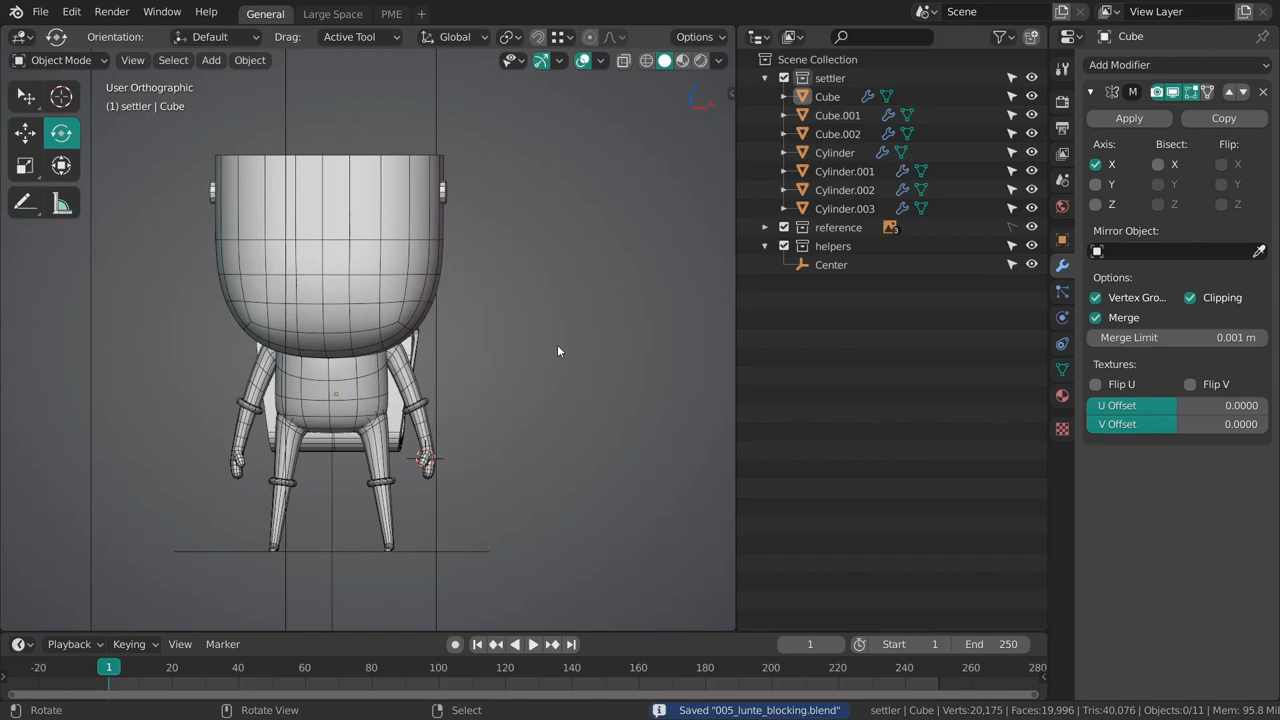 File Edit Render Window Help General Large Space PME + Scene View Layer
Orientation: Default Drag: Active Tool Global Options
Object Mode View Select Add Object
User Orthographic
(1) settler | Cube
Scene Collection
settler
Cube
Cube.001
Cube.002
Cylinder
Cylinder.001
Cylinder.002
Cylinder.003
reference
3
helpers
Center
Cube
Add Modifier
M
Apply Copy
Axis: Bisect: Flip:
X X X
Y Y Y
Z Z Z
Mirror Object:
Options:
Vertex Gro... Clipping
Merge
Merge Limit 0.001 m
Textures:
Flip U Flip V
U Offset 0.0000
V Offset 0.0000
Playback Keying View Marker 1 Start 1 End 250
-20 1 20 40 60 80 100 120 140 160 180 200 220 240 260 280
Rotate Rotate View Select Saved "005_lunte_blocking.blend" settler | Cube | Verts:20,175 | Faces:19,996 | Tris:40,076 | Objects:0/11 | Mem: 95.8 M